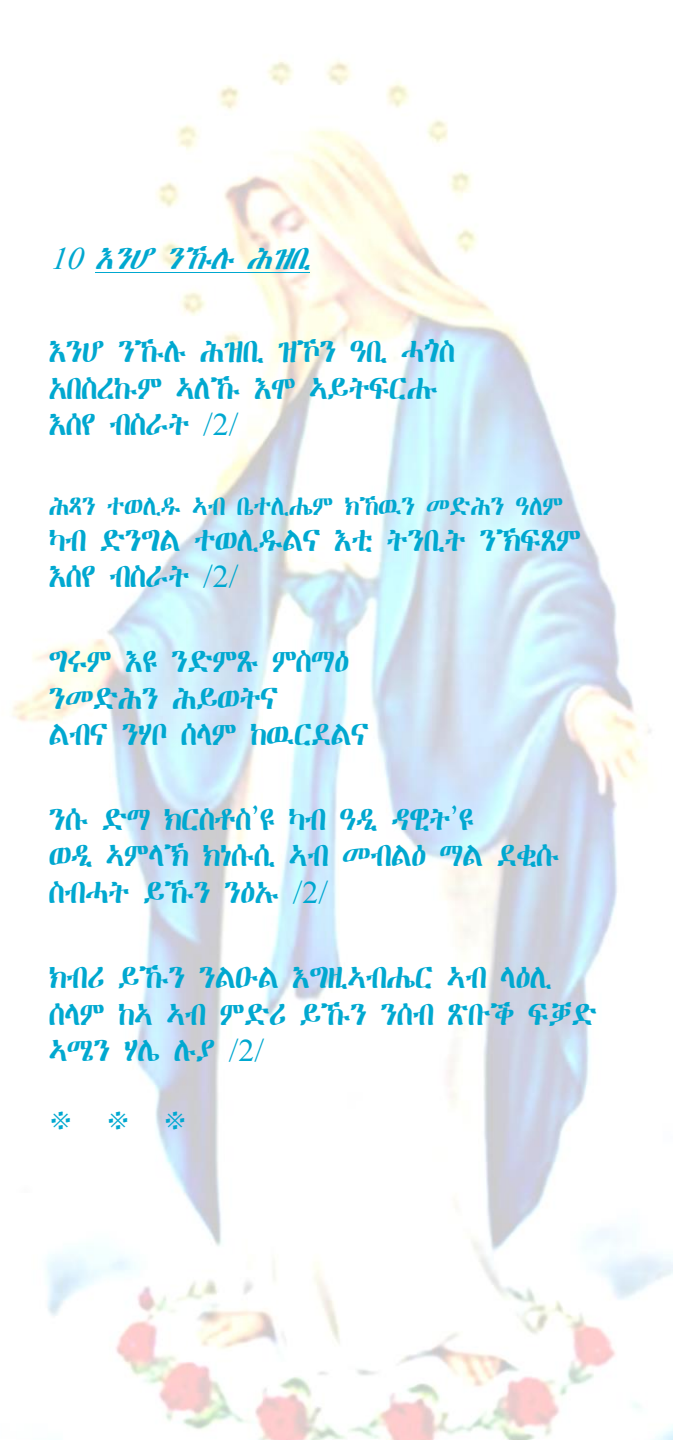 10 እንሆ ንኹሉ ሕዝቢ
እንሆ ንኹሉ ሕዝቢ ዝኾን ዓቢ ሓጎስ
አበስረኩም ኣለኹ እሞ ኣይትፍርሑ
እሰየ ብስራት /2/
ሕጻን ተወሊዱ ኣብ ቤተሊሔም ክኸዉን መድሕን ዓለም
ካብ ድንግል ተወሊዱልና እቲ ትንቢት ንኽፍጸም
እሰየ ብስራት /2/
ግሩም እዩ ንድምጹ ምስማዕ
ንመድሕን ሕይወትና
ልብና ንሃቦ ሰላም ከዉርደልና
ንሱ ድማ ክርስቶስ'ዩ ካብ ዓዲ ዳዊት'ዩ
ወዲ ኣምላኽ ክነሱሲ ኣብ መብልዕ ማል ደቂሱ
ስብሓት ይኹን ንዕኡ /2/
ክብሪ ይኹን ንልዑል እግዚኣብሔር ኣብ ላዕሊ
ሰላም ከኣ ኣብ ምድሪ ይኹን ንሰብ ጽቡቕ ፍቓድ
ኣሜን ሃሌ ሉያ /2/
※ ※ ※